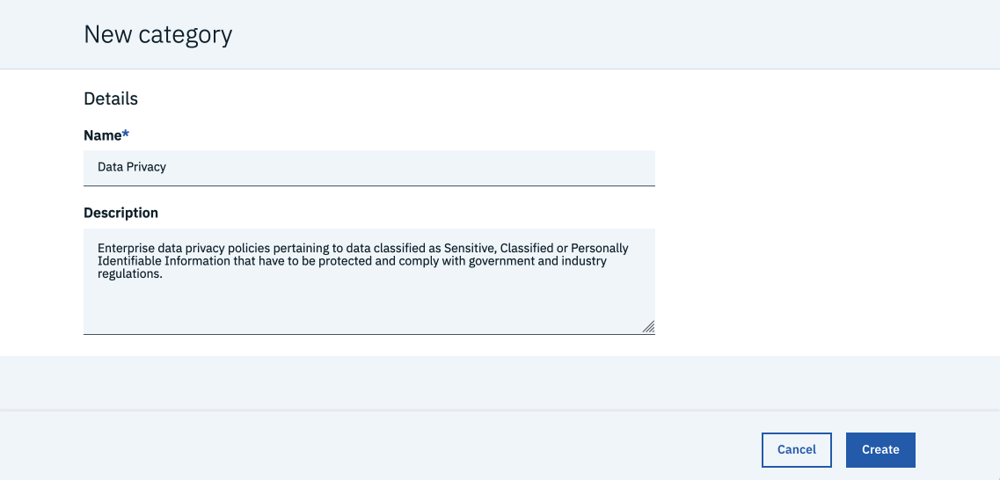 New category
Details
Name*
Data Privacy
Description
Enterprise data privacy policies pertaining to data classified as Sensitive, Classified or Personally
Identifiable Information that have to be protected and comply with government and industry
regulations.
Cancel
Create